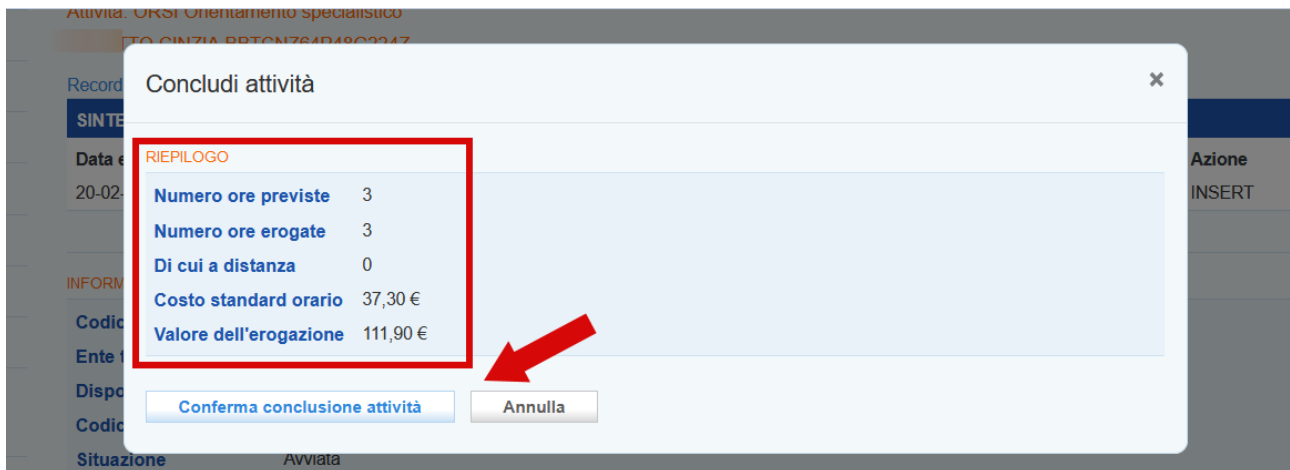 Attività: ORSI Orientamento specialistico
CINZIA
Concludi attività
×
Record
SINTE
RIEPILOGO
Data e
Azione
20-02-
INSERT
Numero ore previste 3
Numero ore erogate 3
Di cui a distanza 0
INFORM
Costo standard orario 37,30 €
Codic
Valore dell'erogazione 111,90 €
Ente t
Dispo
Conferma conclusione attività Annulla
Codic
Situazione Avviata